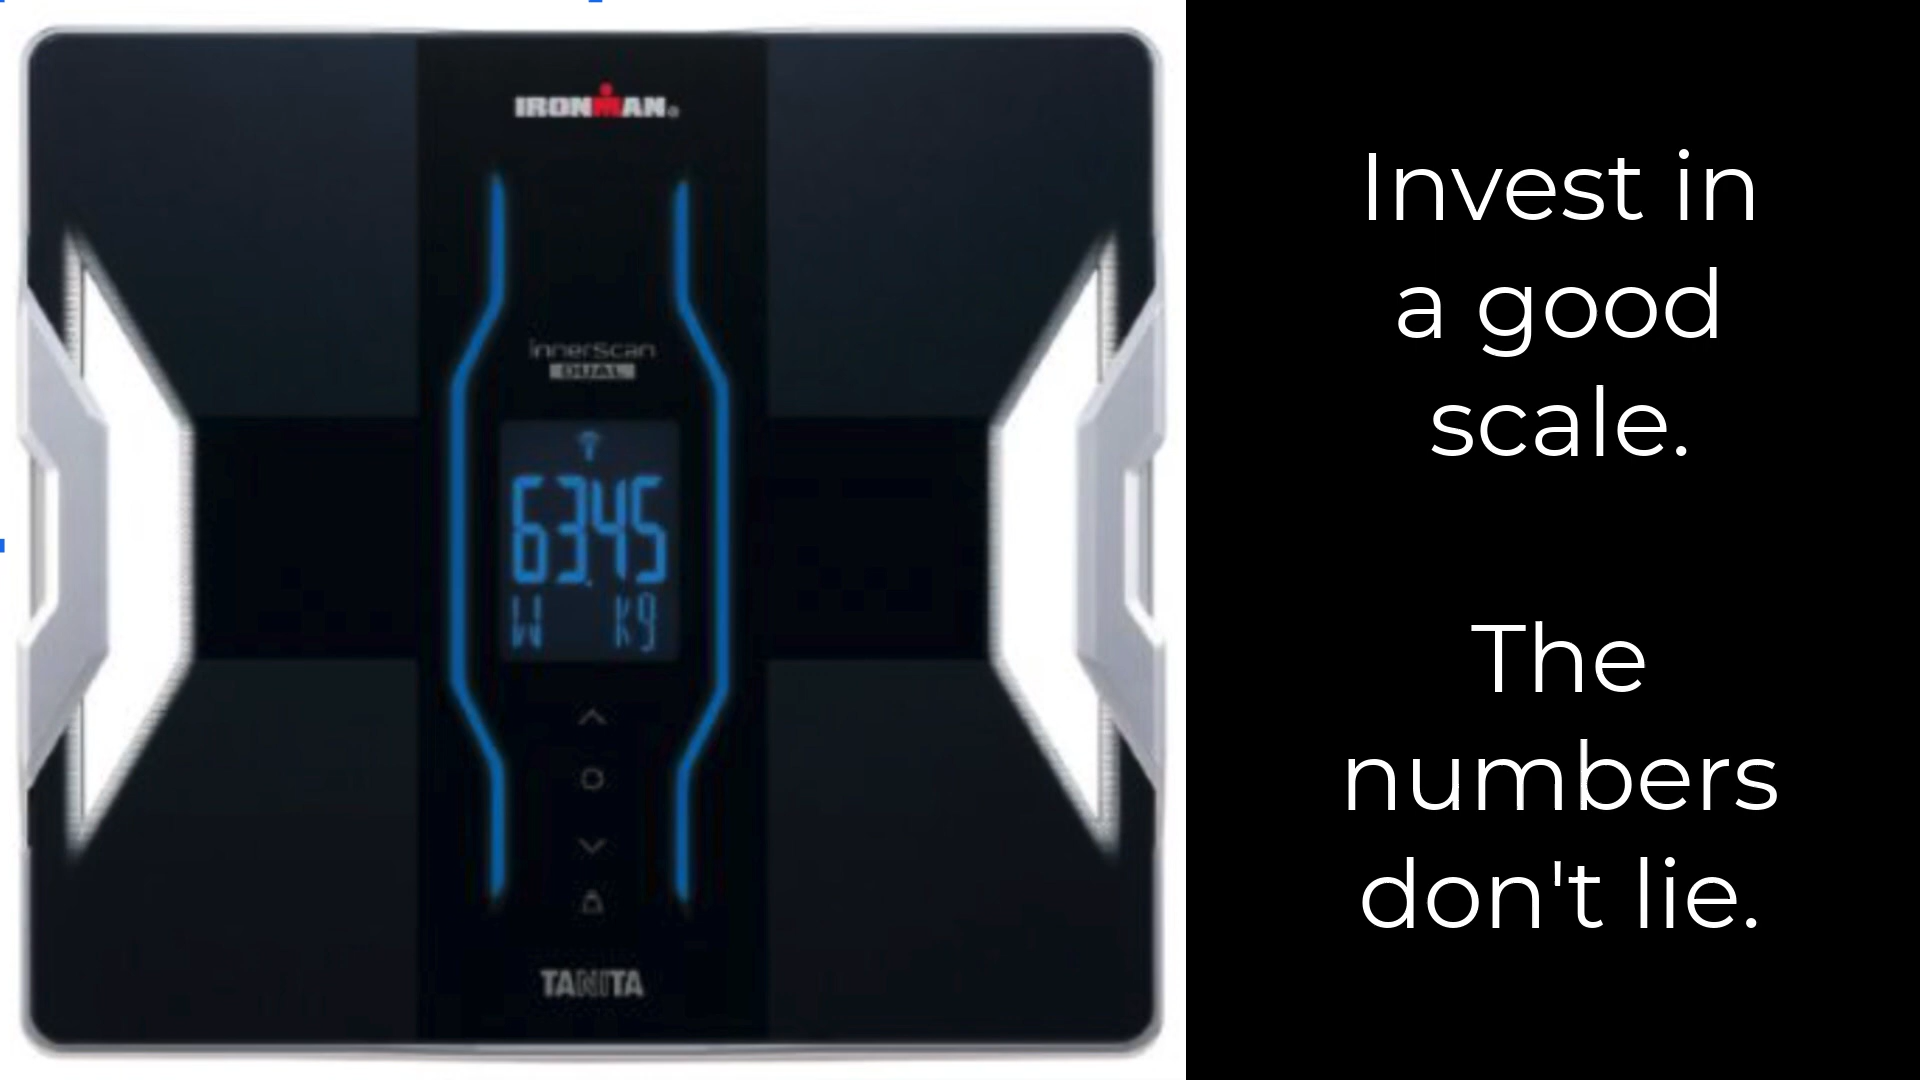 IRONMAN®
innerscan
DUAL
63.45
W kg
TANITA
Invest in
a good
scale.
The
numbers
don't lie.